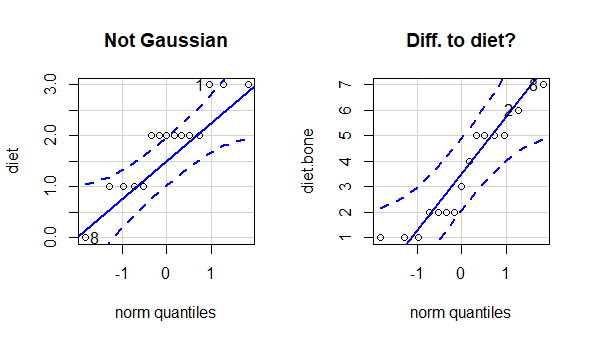 Not Gaussian
Diff. to diet?
diet
3.0
2.0
1.0
0.0
1
8
-1 0 1
norm quantiles
diet.bone
7
6
5
4
3
2
1
8
2
-1 0 1
norm quantiles